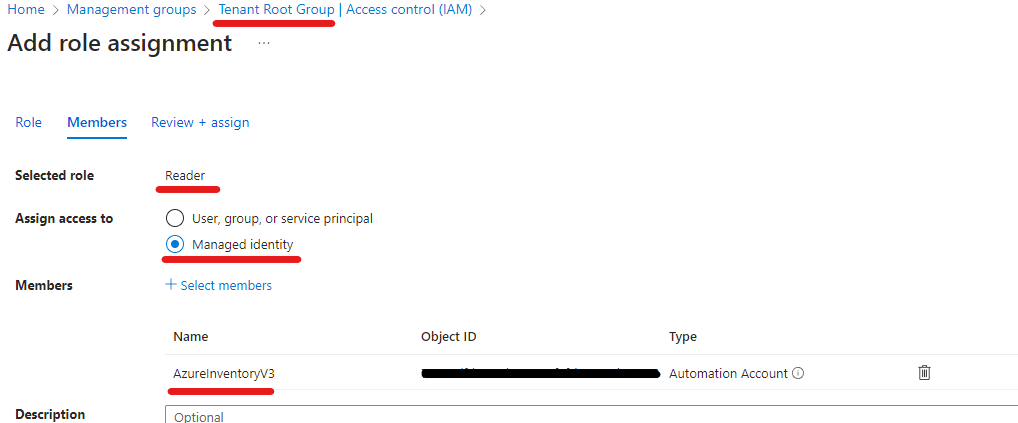 Home > Management groups > Tenant Root Group | Access control (IAM) >
Add role assignment ...
Role Members Review + assign
Selected role Reader
Assign access to User, group, or service principal
Managed identity
Members + Select members
Name Object ID Type
AzureInventoryV3 Automation Account
Description Optional